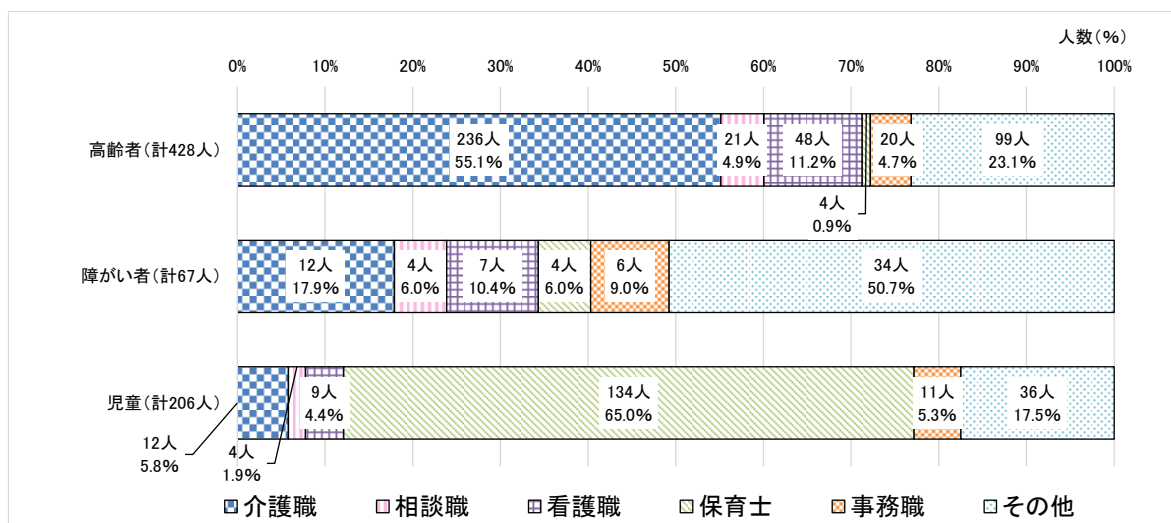 人数(%)
0% 10% 20% 30% 40% 50% 60% 70% 80% 90% 100%
高齢者(計428人)
236人 21人 48人 20人 99人
55.1% 4.9% 11.2% 4.7% 23.1%
4人
0.9%
障がい者(計67人)
12人 4人 7人 4人 6人 34人
17.9% 6.0% 10.4% 6.0% 9.0% 50.7%
児童(計206人)
9人 134人 11人 36人
4.4% 65.0% 5.3% 17.5%
12人 4人
5.8% 1.9%
介護職 相談職 看護職 保育士 事務職 その他